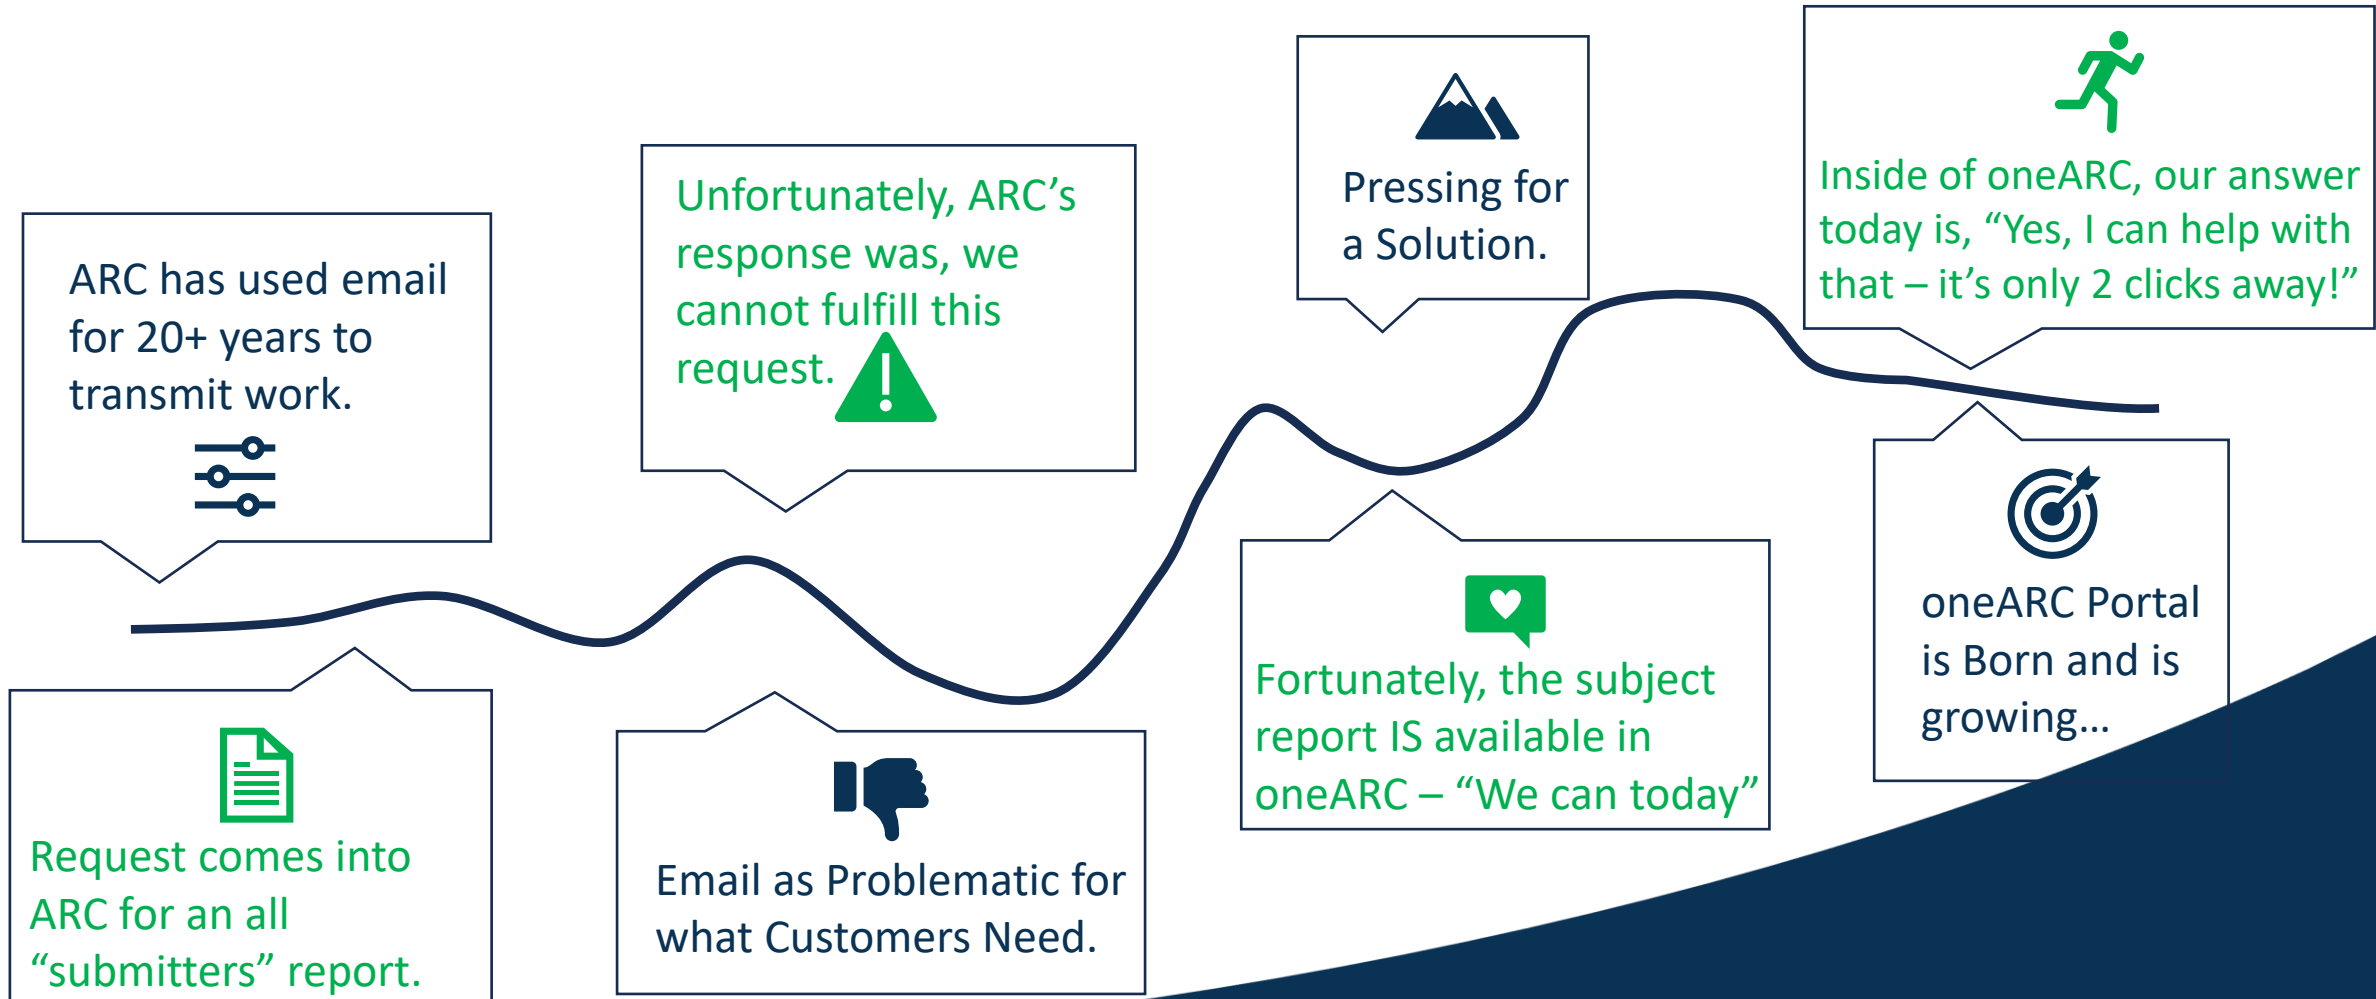 ARC has used email
for 20+ years to
transmit work.
Request comes into
ARC for an all
“submitters” report.
Unfortunately, ARC’s
response was, we
cannot fulfill this
request.
Email as Problematic for
what Customers Need.
Pressing for
a Solution.
Fortunately, the subject
report IS available in
oneARC – “We can today”
Inside of oneARC, our answer
today is, “Yes, I can help with
that – it’s only 2 clicks away!”
oneARC Portal
is Born and is
growing…